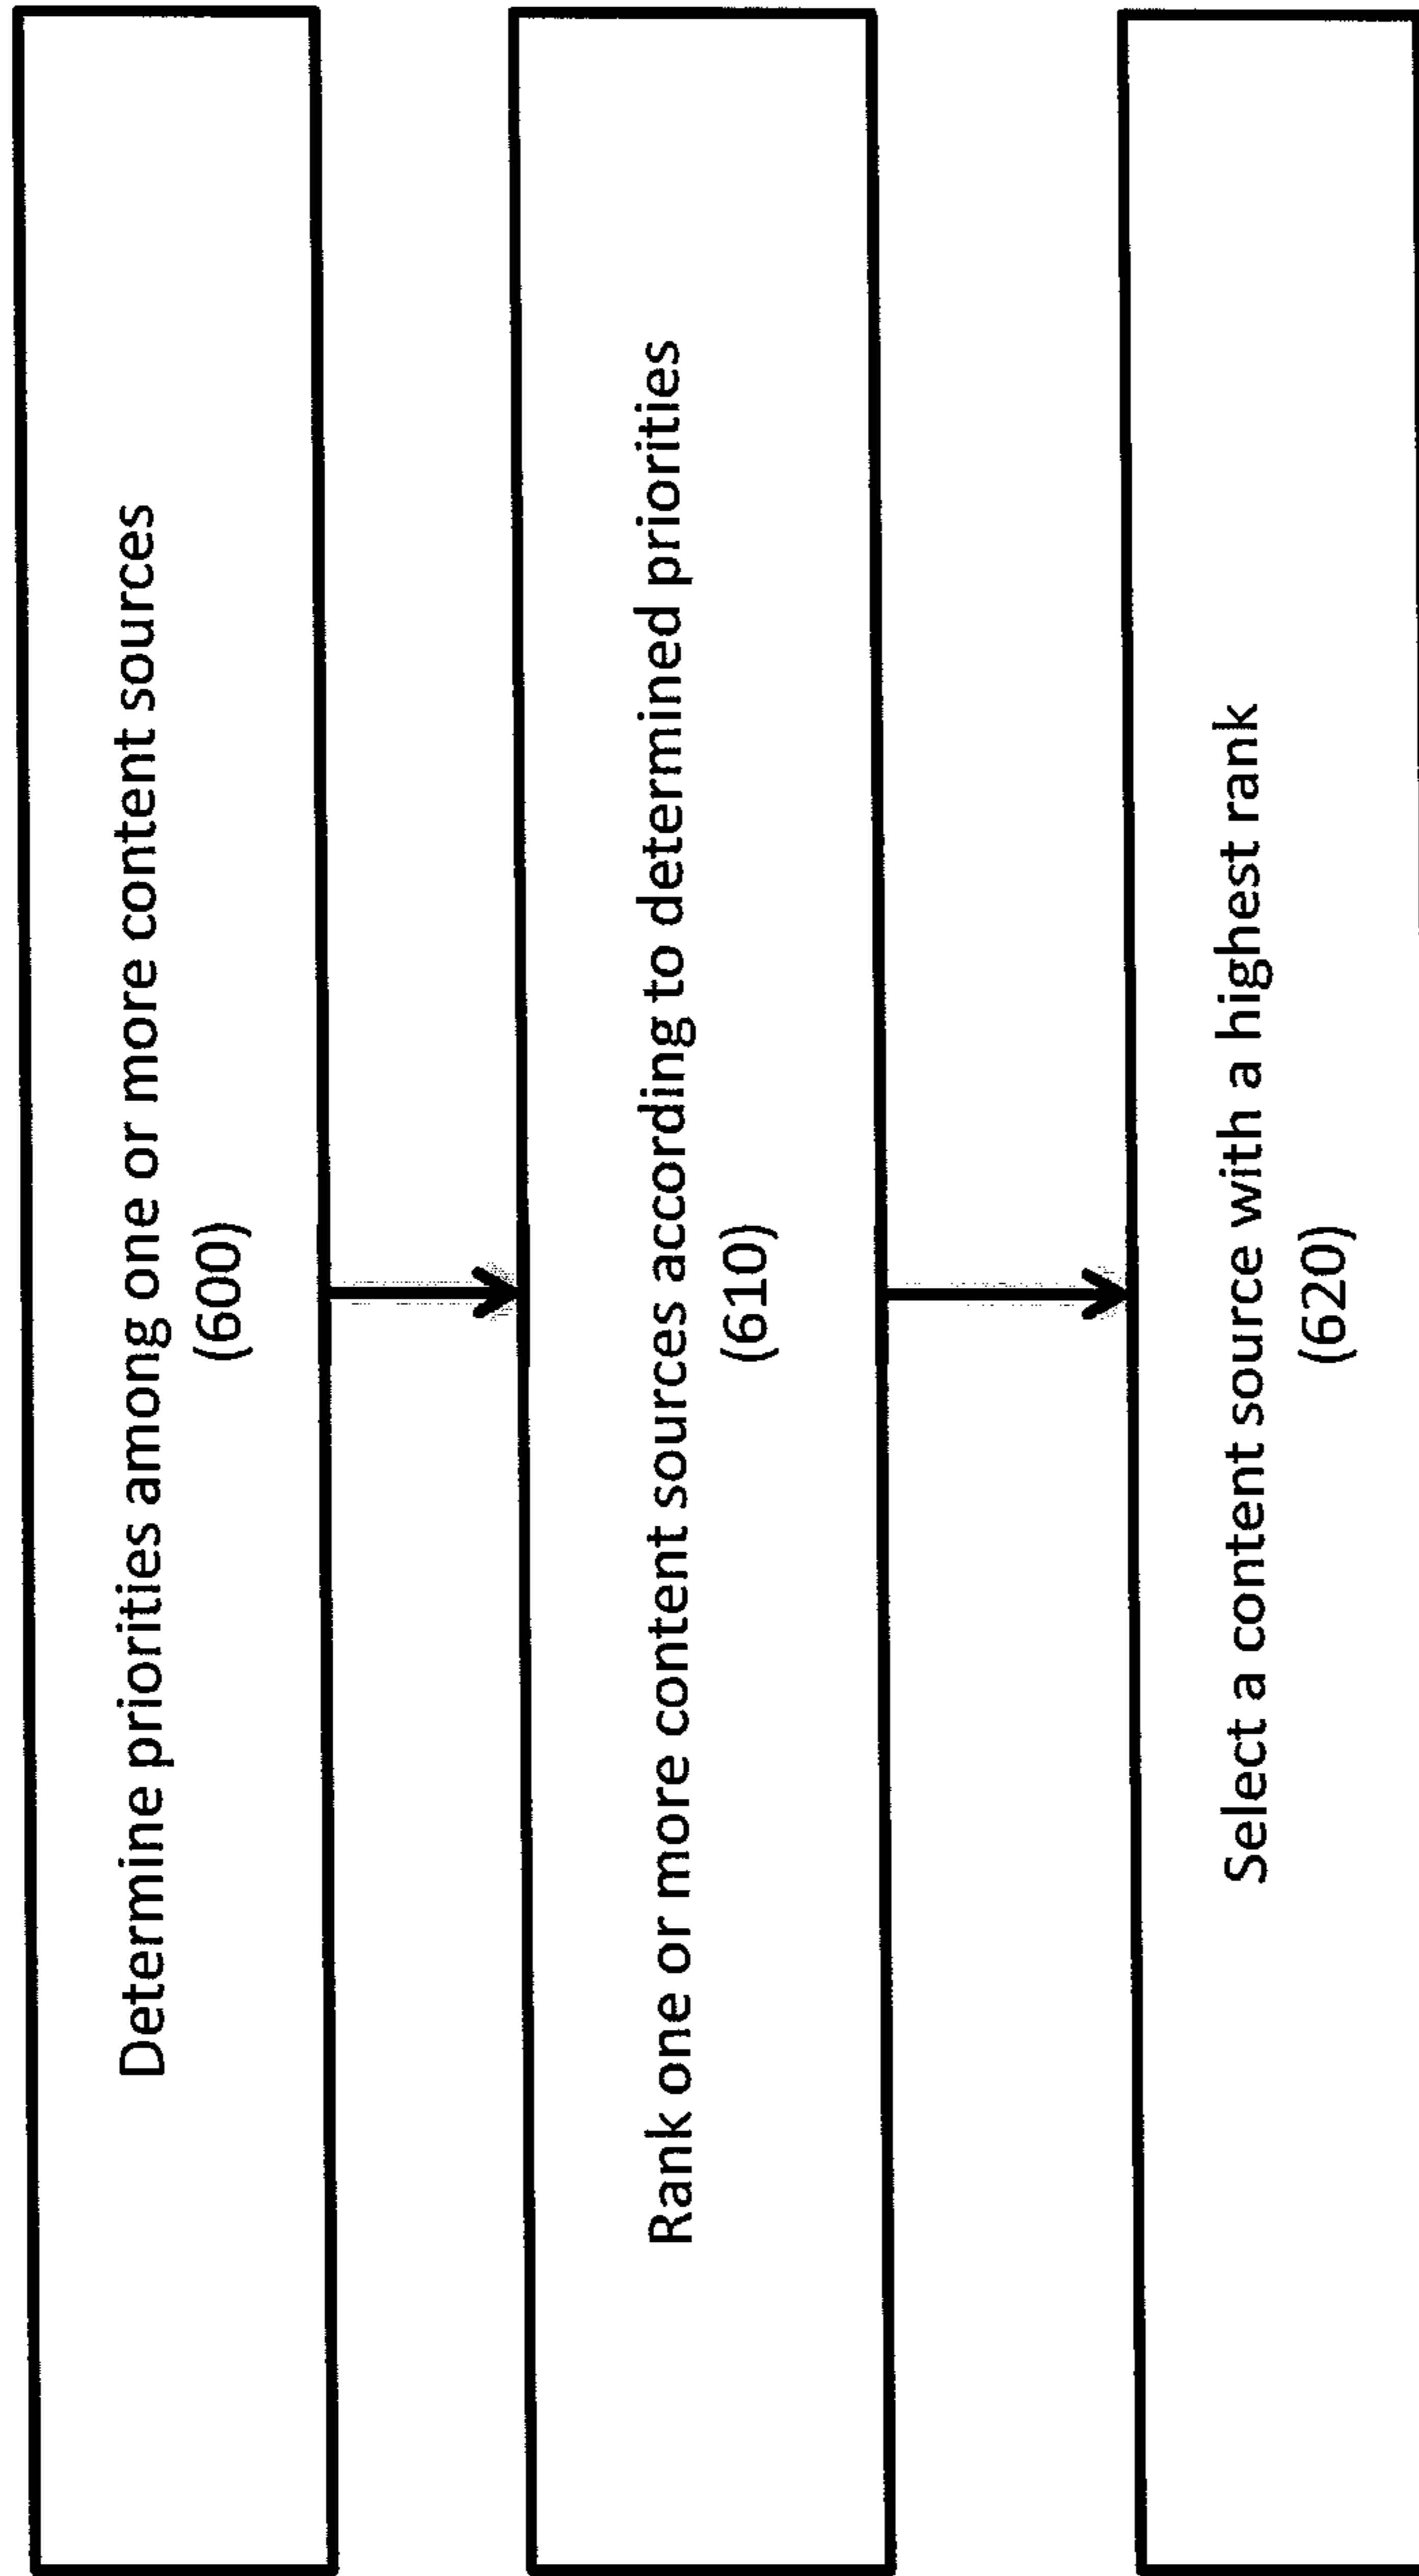 Determine priorities among one or more content sources
(600)
Rank one or more content sources according to determined priorities
(610)
Select a content source with a highest rank
(620)